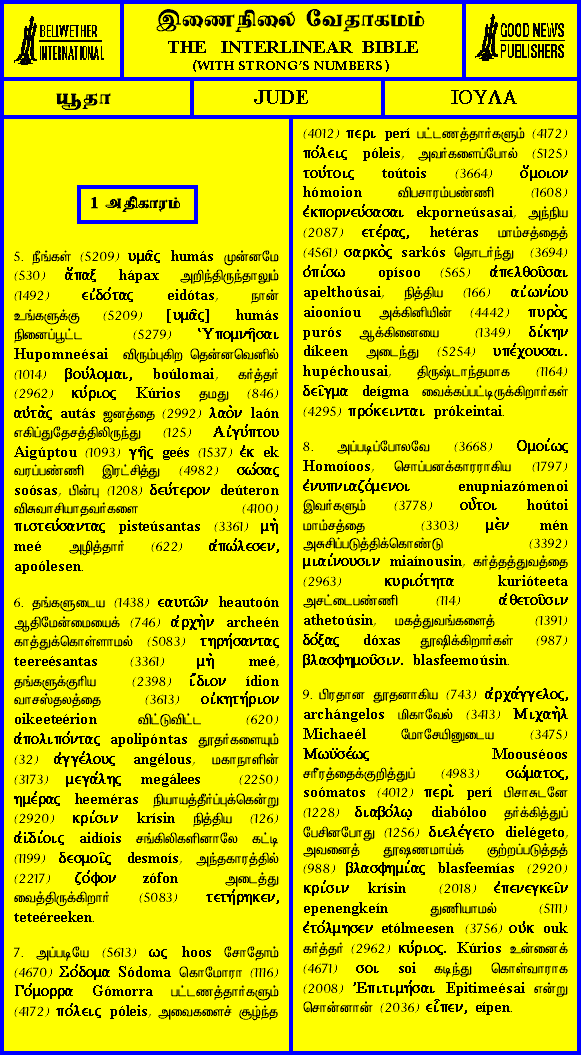 BELLWETHER
INTERNATIONAL
இணைநிலை வேதாகமம்
THE INTERLINEAR BIBLE
(WITH STRONG'S NUMBERS)
GOOD NEWS
PUBLISHERS
யூதா
JUDE
ΙΟΥΔΑ
1 அதிகாரம்
5. நீங்கள் (5209) υμᾶς humás முன்னமே
(530) ἅπαξ hápax அறிந்திருந்தாலும்
(1492) εἰδότας eidótas, நான்
உங்களுக்கு (5209) [υμᾶς] humás
நினைப்பூட்ட (5279) Ὑπομνῆσαι
Hupomneésai விரும்புகிற தென்னவெனில்
(1014) βούλομαι, boúlomai, கர்த்தர்
(2962) κύριος Kúrios தமது (846)
αὐτὰς autás ஜனத்தை (2992) λαὸν laón
எகிப்துதேசத்திலிருந்து (125) Αἰγύπτου
Aigúptou (1093) γῆς geés (1537) ἐκ ek
வரப்பண்ணி இரட்சித்து (4982) σώσας
soósas, பின்பு (1208) δεύτερον deúteron
விசுவாசியாதவர்களை (4100)
πιστεύσαντας pisteúsantas (3361) μὴ
meé அழித்தார் (622) ἀπώλεσεν,
apoólesen.
6. தங்களுடைய (1438) εαυτῶν heautoón
ஆதிமேன்மையைக் (746) ἀρχὴν archeén
காத்துக்கொள்ளாமல் (5083) τηρήσαντας
teereésantas (3361) μὴ meé,
தங்களுக்குரிய (2398) ἴδιον ídion
வாசஸ்தலத்தை (3613) οἰκητήριον
oikeeteérion விட்டுவிட்ட (620)
ἀπολιπόντας apolipóntas தூதர்களையும்
(32) ἀγγέλους angélous, மகாநாளின்
(3173) μεγάλης megálees (2250)
ημέρας heeméras நியாயத்தீர்ப்புக்கென்று
(2920) κρίσιν krísin நித்திய (126)
ἀϊδίοις aidíois சங்கிலிகளினாலே கட்டி
(1199) δεσμοῖς desmoís, அந்தகாரத்தில்
(2217) ζόφον zófon அடைத்து
வைத்திருக்கிறார் (5083) τετήρηκεν,
teteéreeken.
7. அப்படியே (5613) ως hoos சோதோம்
(4670) Σόδομα Sódoma கொமோரா (1116)
Γόμορρα Gómorra பட்டணத்தார்களும்
(4172) πόλεις póleis, அவைகளைச் சூழ்ந்த
(4012) περι perí பட்டணத்தார்களும் (4172)
πόλεις póleis, அவர்களைப்போல் (5125)
τούτοις toútois (3664) ὅμοιον
hómoion விபசாரம்பண்ணி (1608)
ἐκπορνεύσασαι ekporneúsasai, அந்நிய
(2087) ετέρας, hetéras மாம்சத்தைத்
(4561) σαρκὸς sarkós தொடர்ந்து (3694)
ὀπίσω opísoo (565) ἀπελθοῦσαι
apelthoúsai, நித்திய (166) αἰωνίου
aiooníou அக்கினியின் (4442) πυρὸς
purós ஆக்கினையை (1349) δίκην
díkeen அடைந்து (5254) υπέχουσαι.
hupéchousai, திருஷ்டாந்தமாக (1164)
δεῖγμα deígma வைக்கப்பட்டிருக்கிறார்கள்
(4295) πρόκεινται prókeintai.
8. அப்படிப்போலவே (3668) Ομοίως
Homoíoos, சொப்பனக்காரராகிய (1797)
ἐνυπνιαζόμενοι enupniazómenoi
இவர்களும் (3778) οὗτοι hoútoi
மாம்சத்தை (3303) μὲν mén
அசுசிப்படுத்திக்கொண்டு (3392)
μιαίνουσιν miaínousin, கர்த்தத்துவத்தை
(2963) κυριότητα kurióteeta
அசட்டைபண்ணி (114) ἀθετοῦσιν
athetoúsin, மகத்துவங்களைத் (1391)
δόξας dóxas தூஷிக்கிறார்கள் (987)
βλασφημοῦσιν. blasfeemoúsin.
9. பிரதான தூதனாகிய (743) ἀρχάγγελος,
archángelos மிகாவேல் (3413) Μιχαὴλ
Michaeél மோசேயினுடைய (3475)
Μωϋσέως Moouséoos
சரீரத்தைக்குறித்துப் (4983) σώματος,
soómatos (4012) περὶ perí பிசாசுடனே
(1228) διαβόλῳ diabóloo தர்க்கித்துப்
பேசினபோது (1256) διελέγετο dielégeto,
அவனைத் தூஷணமாய்க் குற்றப்படுத்தத்
(988) βλασφημίας blasfeemías (2920)
κρίσιν krísin (2018) ἐπενεγκεῖν
epenengkeín துணியாமல் (5111)
ἐτόλμησεν etólmeesen (3756) οὐκ ouk
கர்த்தர் (2962) κύριος. Kúrios உன்னைக்
(4671) σοι soi கடிந்து கொள்வாராக
(2008) Ἐπιτιμήσαι Epitimeésai என்று
சொன்னான் (2036) εἶπεν, eípen.